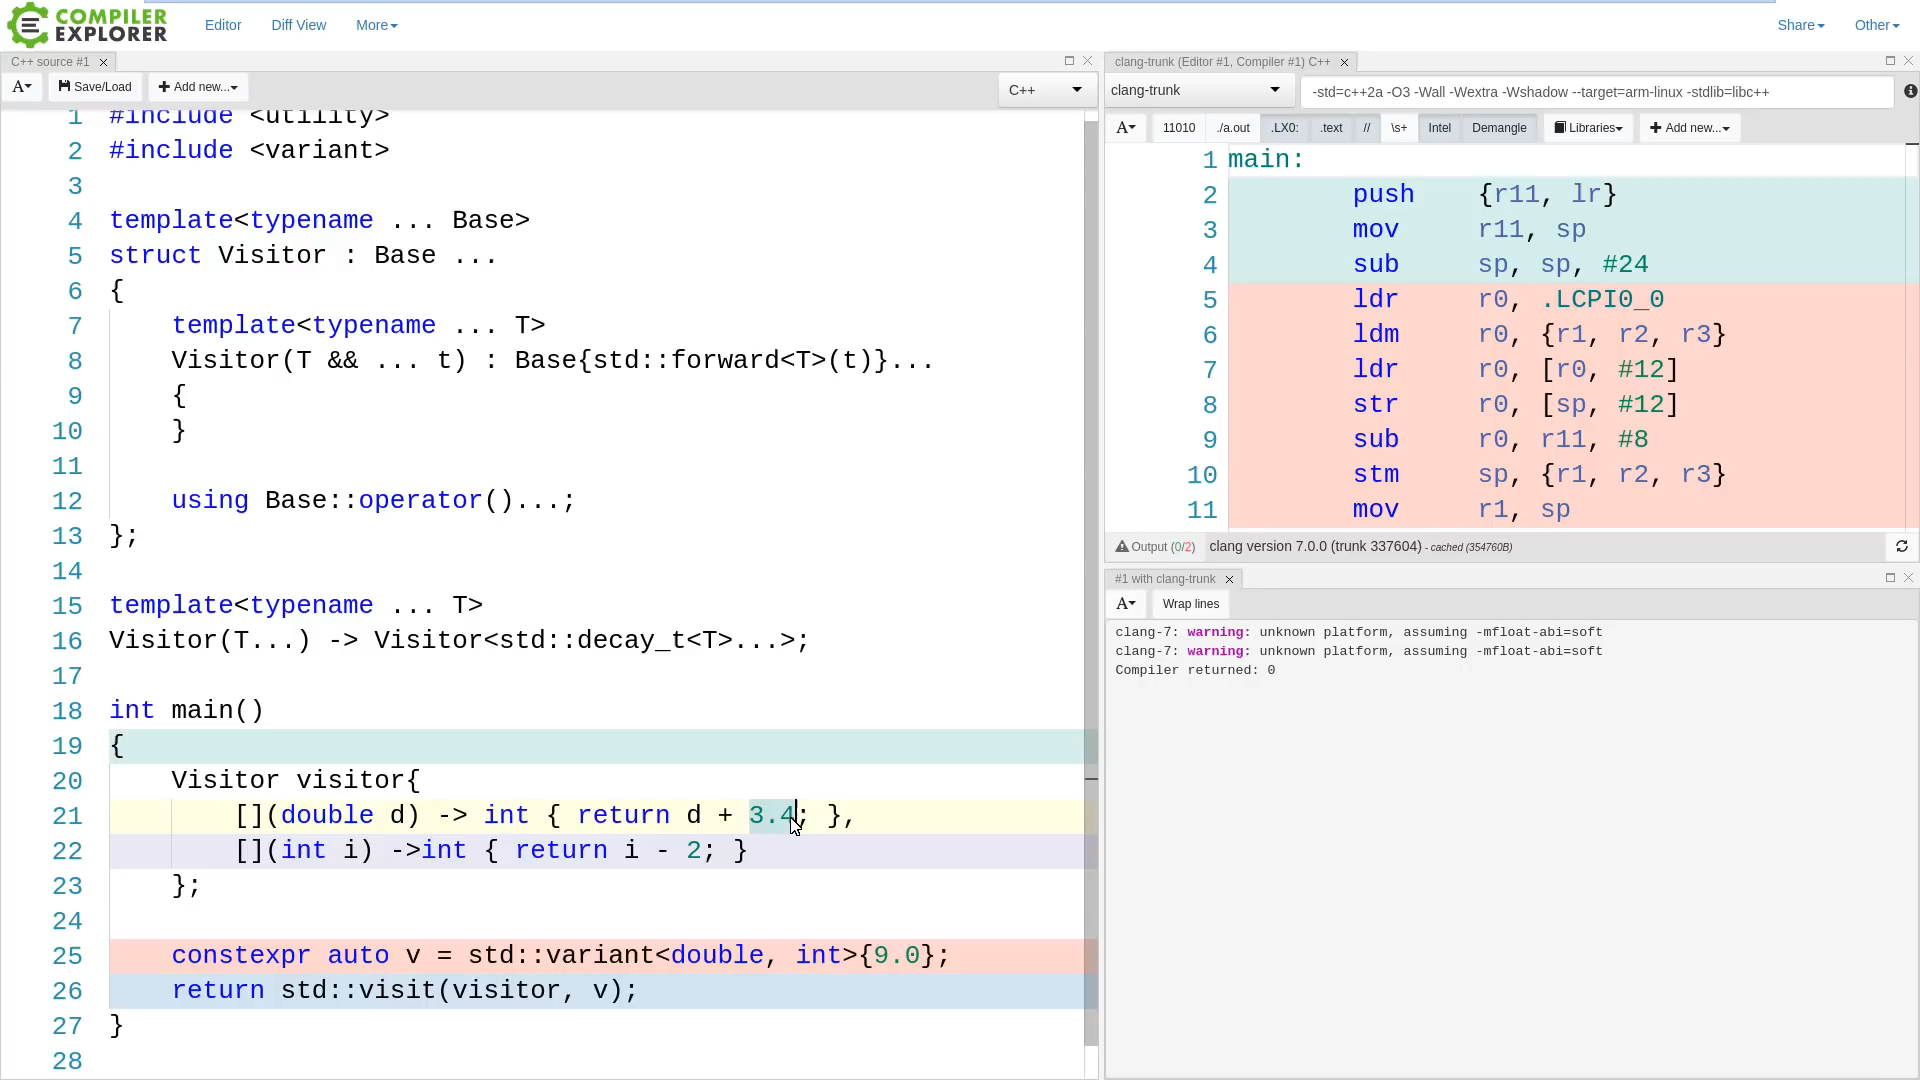 COMPILER
EXPLORER
Editor
Diff View
More
Share
Other
C++ source #1
A
Save/Load
Add new...
C++
1 #include <utility>
2 #include <variant>
3
4 template<typename ... Base>
5 struct Visitor : Base ...
6 {
7 template<typename ... T>
8 Visitor(T && ... t) : Base{std::forward<T>(t)}...
9 {
10 }
11
12 using Base::operator()...;
13 };
14
15 template<typename ... T>
16 Visitor(T...) -> Visitor<std::decay_t<T>...>;
17
18 int main()
19 {
20 Visitor visitor{
21 [](double d) -> int { return d + 3.4; },
22 [](int i) ->int { return i - 2; }
23 };
24
25 constexpr auto v = std::variant<double, int>{9.0};
26 return std::visit(visitor, v);
27 }
28
clang-trunk (Editor #1, Compiler #1) C++
clang-trunk
-std=c++2a -O3 -Wall -Wextra -Wshadow --target=arm-linux -stdlib=libc++
A
11010
./a.out
.LX0:
.text
//
\s+
Intel
Demangle
Libraries
Add new...
1 main:
2 push {r11, lr}
3 mov r11, sp
4 sub sp, sp, #24
5 ldr r0, .LCPI0_0
6 ldm r0, {r1, r2, r3}
7 ldr r0, [r0, #12]
8 str r0, [sp, #12]
9 sub r0, r11, #8
10 stm sp, {r1, r2, r3}
11 mov r1, sp
Output (0/2) clang version 7.0.0 (trunk 337604) - cached (354760B)
#1 with clang-trunk
A
Wrap lines
clang-7: warning: unknown platform, assuming -mfloat-abi=soft
clang-7: warning: unknown platform, assuming -mfloat-abi=soft
Compiler returned: 0